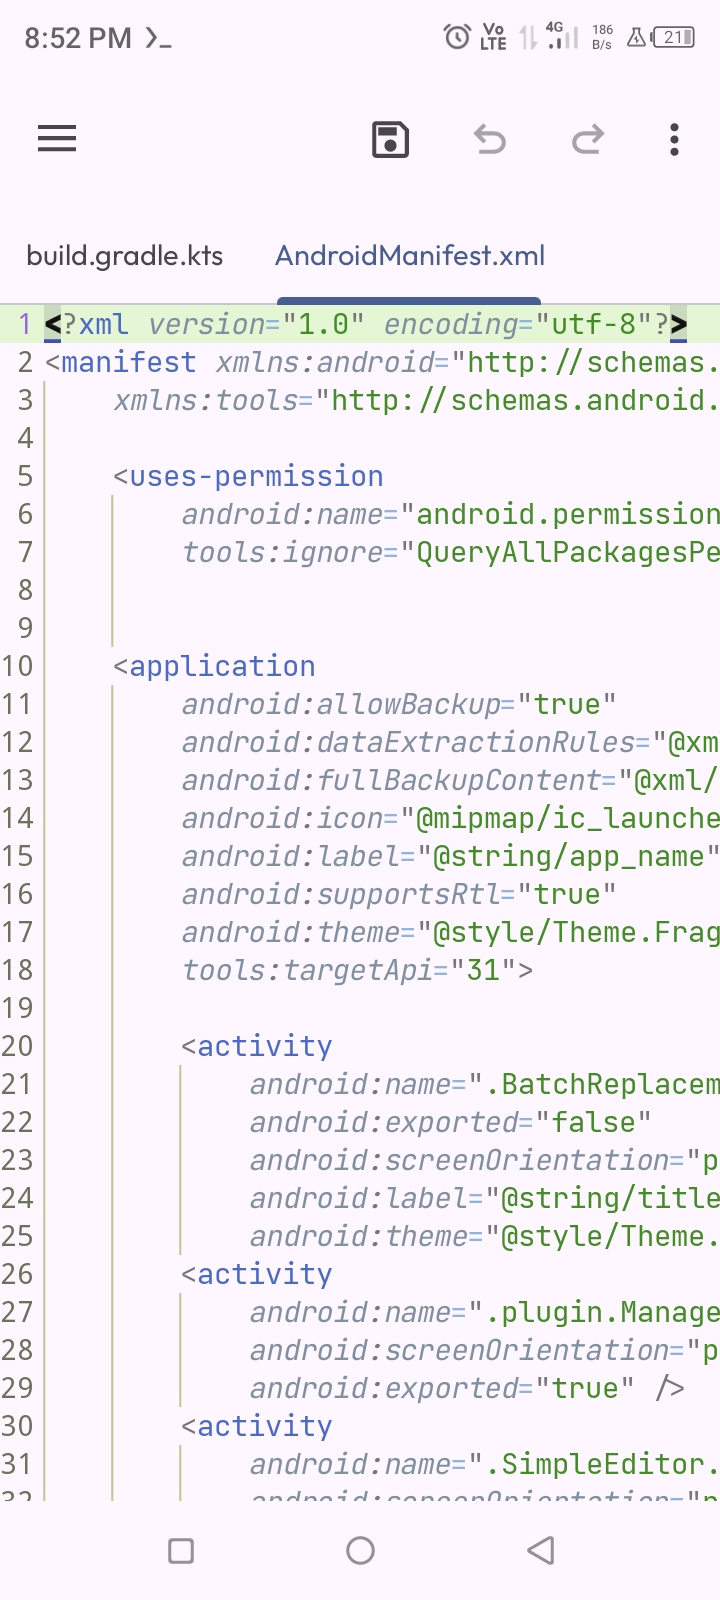 8:52 PM
Vo LTE 4G 186 B/s 21
build.gradle.kts AndroidManifest.xml
1 <?xml version="1.0" encoding="utf-8"?>
2 <manifest xmlns:android="http://schemas.
3 xmlns:tools="http://schemas.android.
4
5 <uses-permission
6 android:name="android.permission
7 tools:ignore="QueryAllPackagesPe
8
9
10 <application
11 android:allowBackup="true"
12 android:dataExtractionRules="@xm
13 android:fullBackupContent="@xml/
14 android:icon="@mipmap/ic_launche
15 android:label="@string/app_name"
16 android:supportsRtl="true"
17 android:theme="@style/Theme.Frag
18 tools:targetApi="31">
19
20 <activity
21 android:name=".BatchReplacem
22 android:exported="false"
23 android:screenOrientation="p
24 android:label="@string/title
25 android:theme="@style/Theme.
26 <activity
27 android:name=".plugin.Manage
28 android:screenOrientation="p
29 android:exported="true" />
30 <activity
31 android:name=".SimpleEditor.
32 android:screenOrientation="p